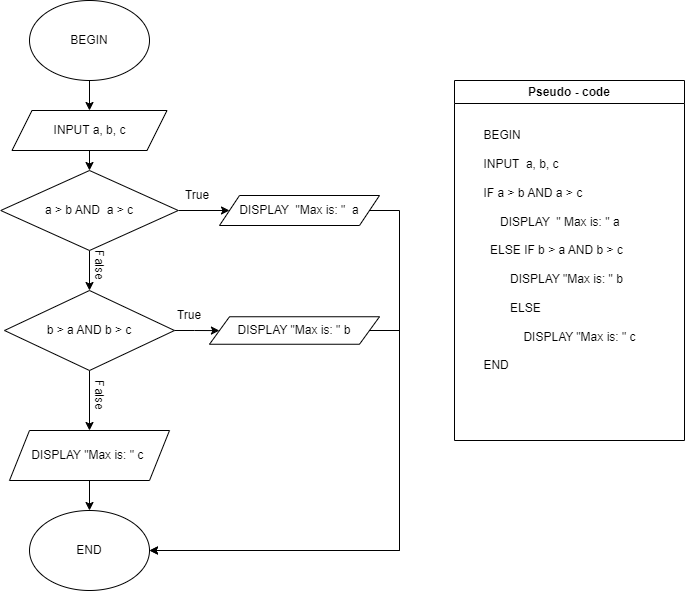 BEGIN
INPUT a, b, c
a > b AND  a > c
True
DISPLAY  "Max is: "  a
False
b > a AND b > c
True
DISPLAY "Max is: " b
False
DISPLAY "Max is: " c
END
Pseudo - code
BEGIN
INPUT  a, b, c
IF a > b AND a > c
DISPLAY  " Max is: " a
ELSE IF b > a AND b > c
DISPLAY "Max is: " b
ELSE
DISPLAY "Max is: " c
END